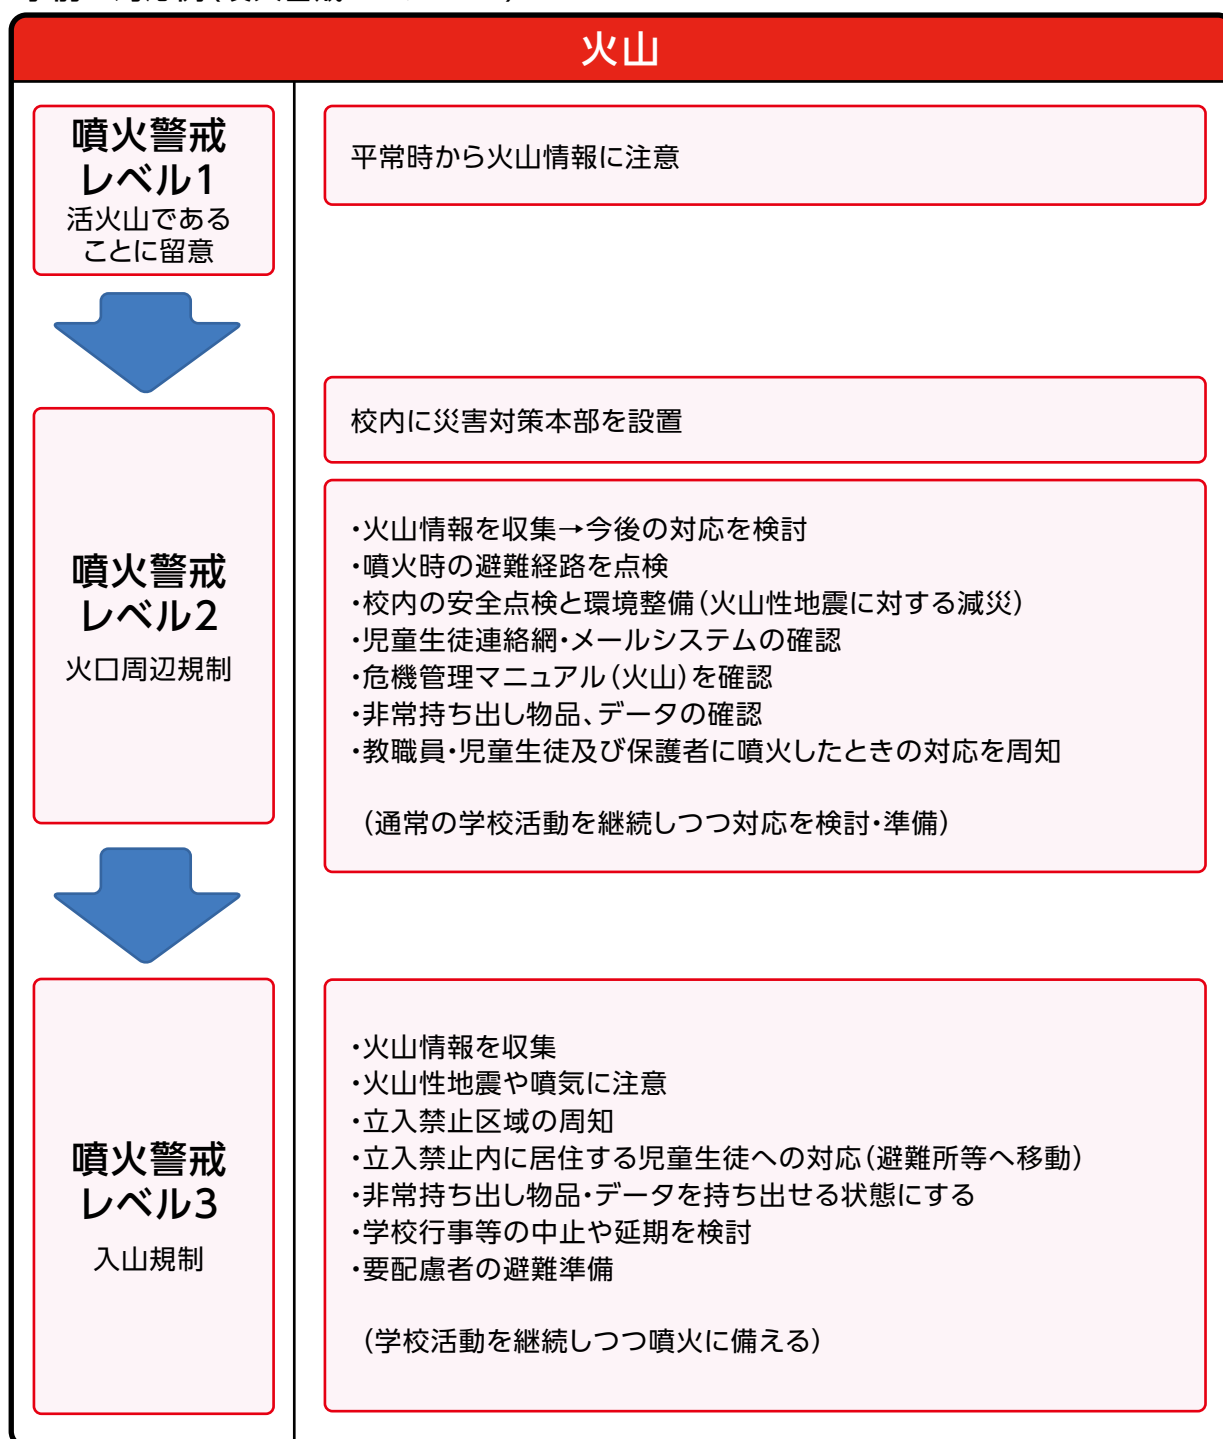 火山
噴火警戒
レベル1
活火山である
ことに留意
平常時から火山情報に注意
校内に災害対策本部を設置
噴火警戒
レベル2
火口周辺規制
・火山情報を収集→今後の対応を検討
・噴火時の避難経路を点検
・校内の安全点検と環境整備（火山性地震に対する減災）
・児童生徒連絡網・メールシステムの確認
・危機管理マニュアル（火山）を確認
・非常持ち出し物品、データの確認
・教職員・児童生徒及び保護者に噴火したときの対応を周知
（通常の学校活動を継続しつつ対応を検討・準備）
噴火警戒
レベル3
入山規制
・火山情報を収集
・火山性地震や噴気に注意
・立入禁止区域の周知
・立入禁止内に居住する児童生徒への対応（避難所等へ移動）
・非常持ち出し物品・データを持ち出せる状態にする
・学校行事等の中止や延期を検討
・要配慮者の避難準備
（学校活動を継続しつつ噴火に備える）